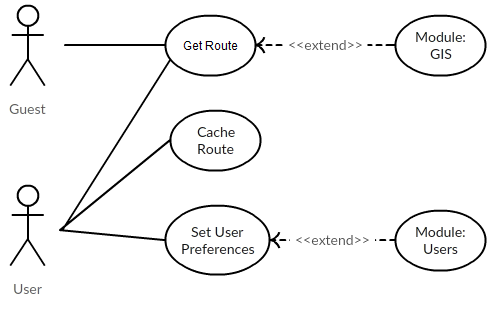 Get Route
<<extend>>
Module:
GIS
Guest
Cache
Route
Set User
Preferences
<<extend>>
Module:
Users
User